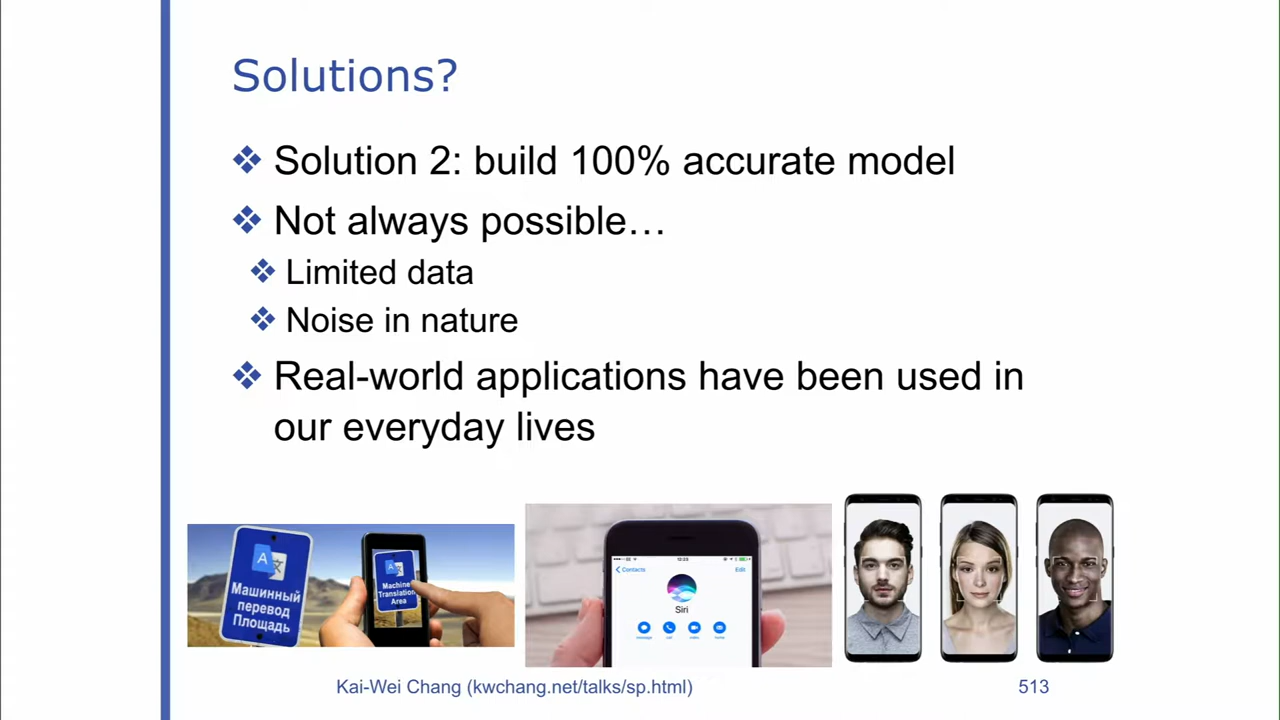 Solutions?
❖ Solution 2: build 100% accurate model
❖ Not always possible…
❖ Limited data
❖ Noise in nature
❖ Real-world applications have been used in
our everyday lives
Машинный
перевод
Площадь
Machine
Translation
Area
12:23
Contacts
Edit
Siri
Kai-Wei Chang (kwchang.net/talks/sp.html)
513